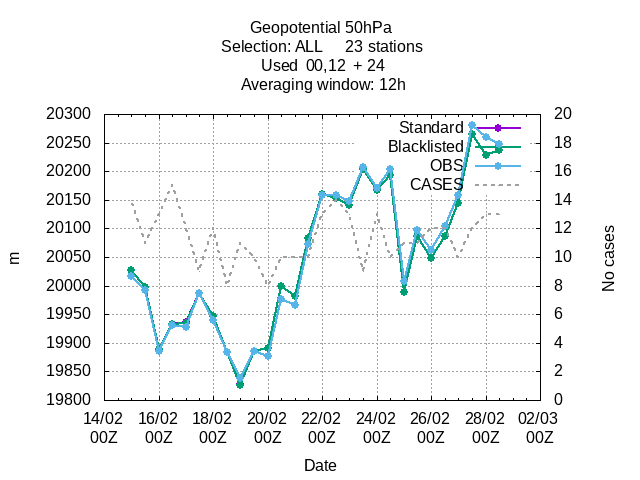 Geopotential 50hPa
Selection: ALL 23 stations
Used 00,12 + 24
Averaging window: 12h
20300
20250
20200
20150
20100
20050
20000
19950
19900
19850
19800
m
20
18
16
14
12
10
8
6
4
2
0
No cases
Standard
Blacklisted
OBS
CASES
14/02 16/02 18/02 20/02 22/02 24/02 26/02 28/02 02/03
00Z 00Z 00Z 00Z 00Z 00Z 00Z 00Z 00Z
Date